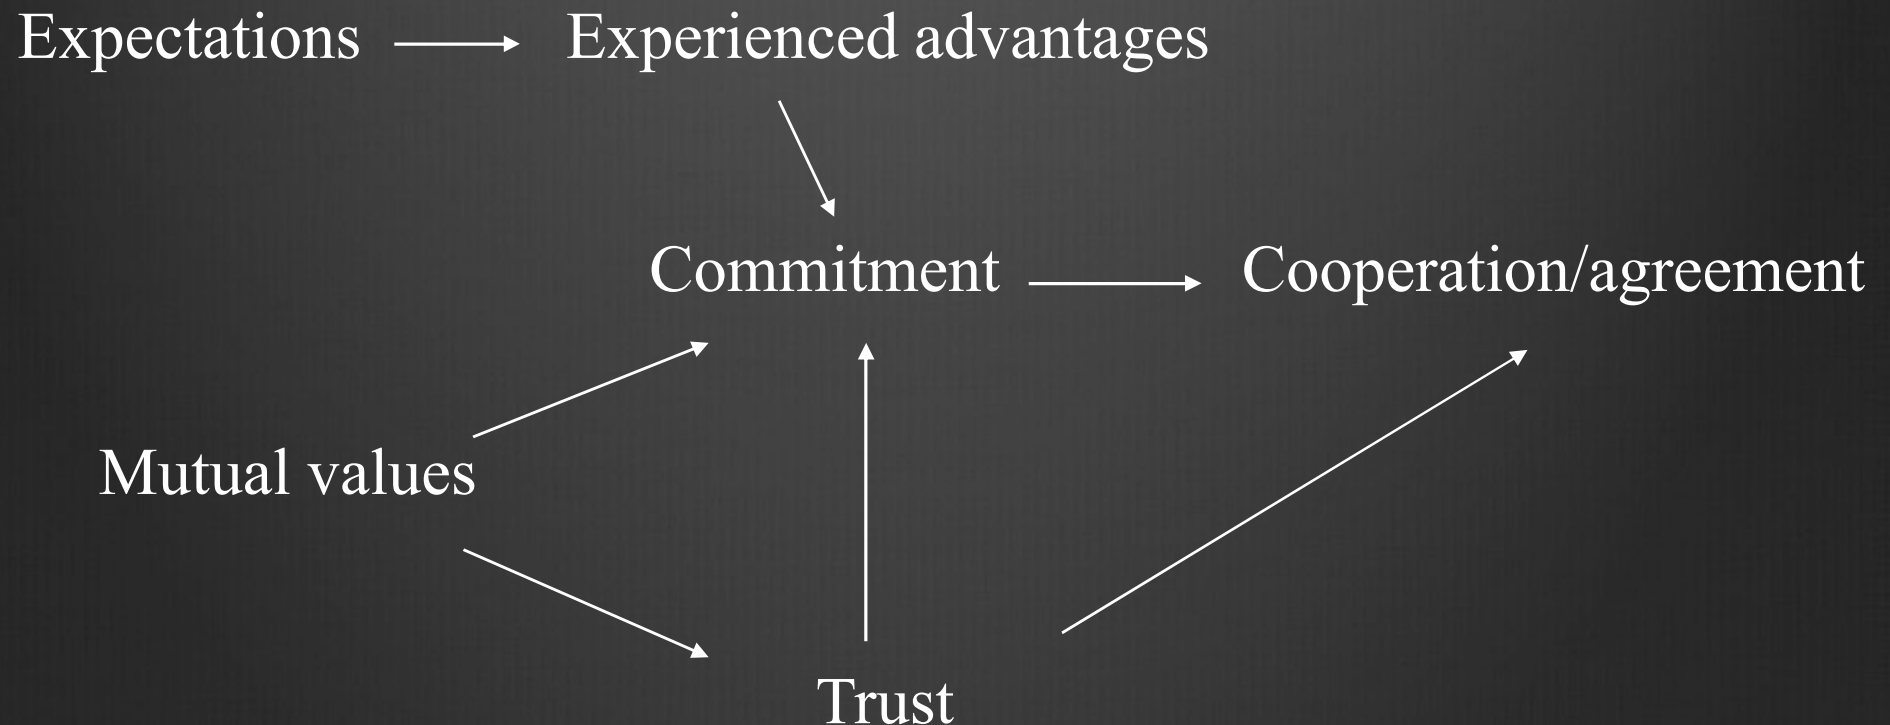 Expectations
Experienced advantages
Commitment
Cooperation/agreement
Mutual values
Trust